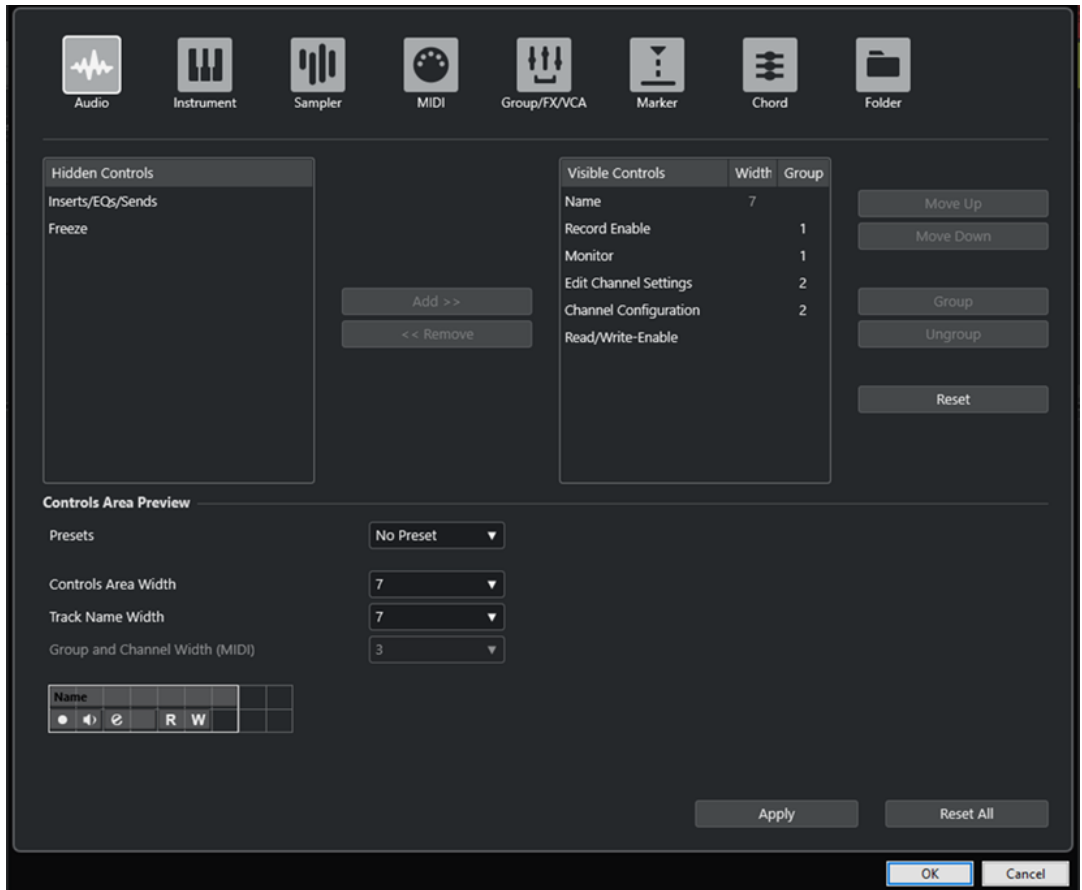 Audio Instrument Sampler MIDI Group/FX/VCA Marker Chord Folder
Hidden Controls
Inserts/EQs/Sends
Freeze
Add >>
<< Remove
Visible Controls Width Group
Name 7
Record Enable 1
Monitor 1
Edit Channel Settings 2
Channel Configuration 2
Read/Write-Enable
Move Up
Move Down
Group
Ungroup
Reset
Controls Area Preview
Presets No Preset
Controls Area Width 7
Track Name Width 7
Group and Channel Width (MIDI) 3
Name
R W
Apply Reset All
OK Cancel